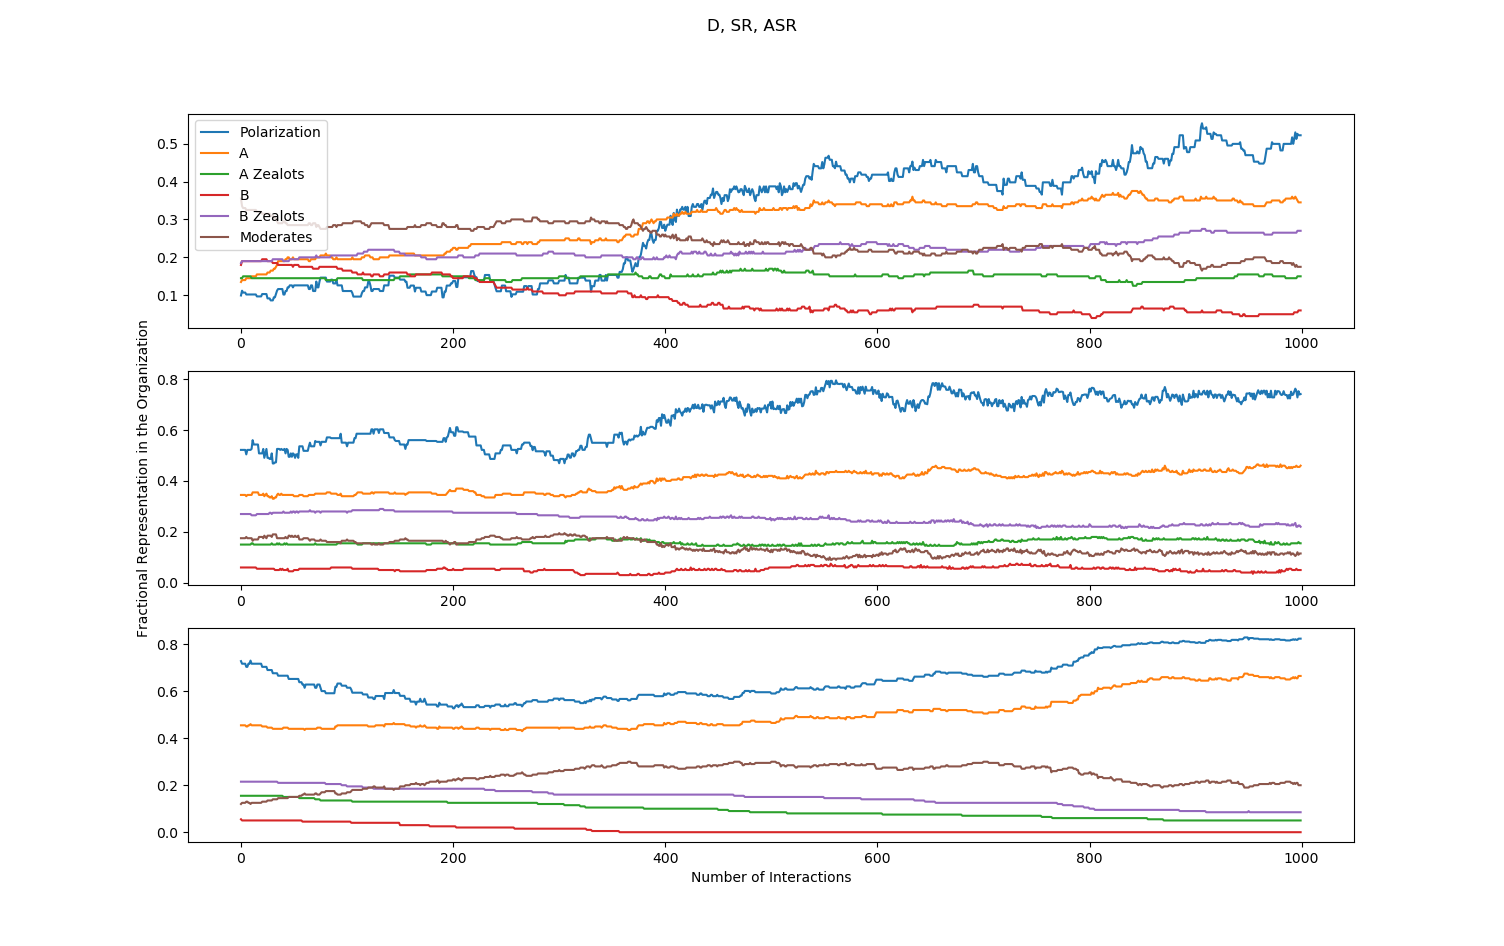 D, SR, ASR
Polarization
A
A Zealots
B
B Zealots
Moderates
0.5
0.4
0.3
0.2
0.1
0 200 400 600 800 1000
0.8
0.6
0.4
0.2
0.0
0 200 400 600 800 1000
Fractional Representation in the Organization
0.8
0.6
0.4
0.2
0.0
0 200 400 600 800 1000
Number of Interactions